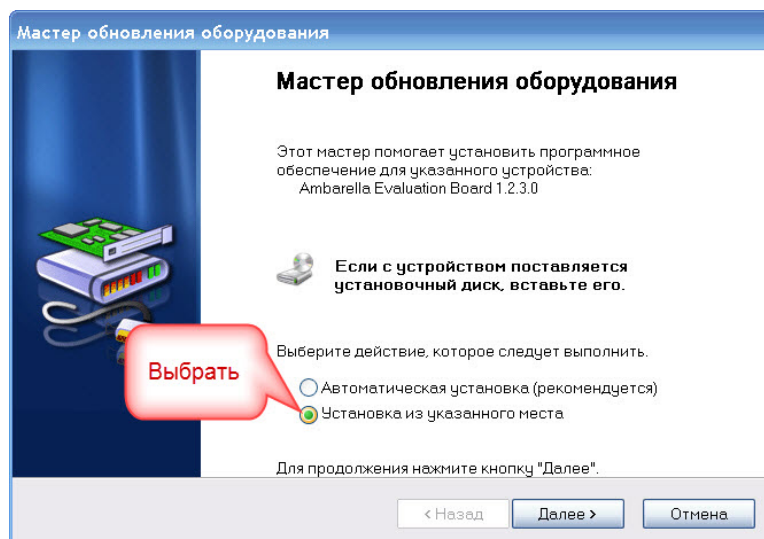 Мастер обновления оборудования
Мастер обновления оборудования
Этот мастер помогает установить программное
обеспечение для указанного устройства:
Ambarella Evaluation Board 1.2.3.0
Если с устройством поставляется
установочный диск, вставьте его.
Выберите действие, которое следует выполнить.
Выбрать
Автоматическая установка (рекомендуется)
Установка из указанного места
Для продолжения нажмите кнопку "Далее".
< Назад Далее > Отмена